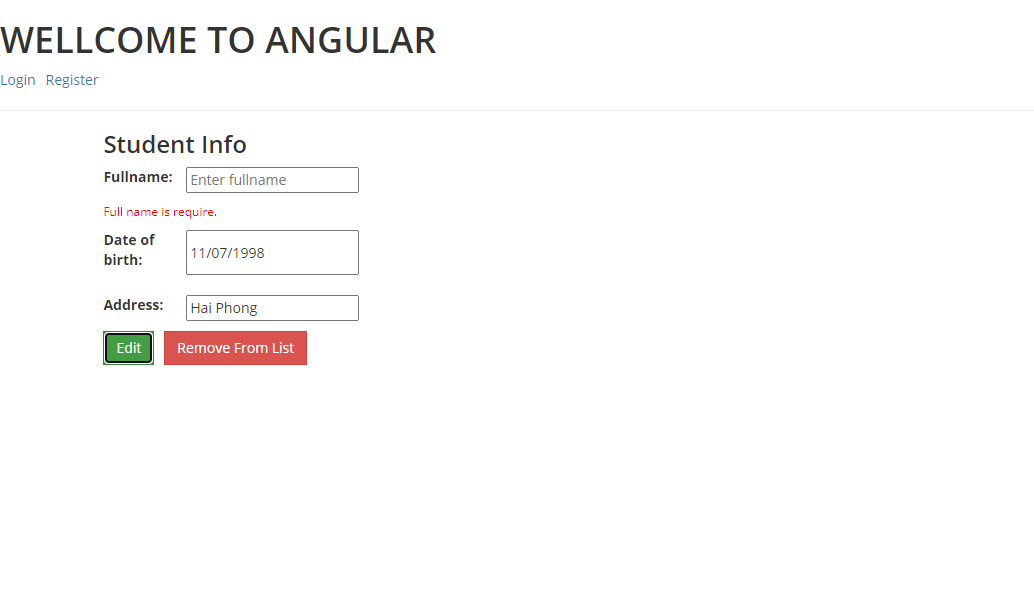 WELLCOME TO ANGULAR
Login Register
Student Info
Fullname: Enter fullname
Full name is require.
Date of
birth:
11/07/1998
Address: Hai Phong
Edit Remove From List